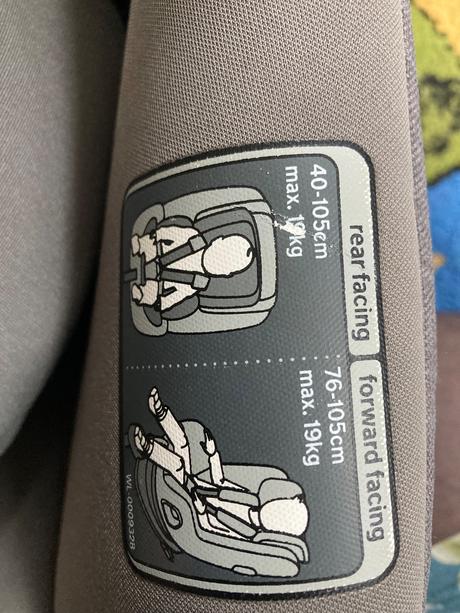 rear facing
40-105cm
max. 19kg
forward facing
76-105cm
max. 19kg
WL-0009328